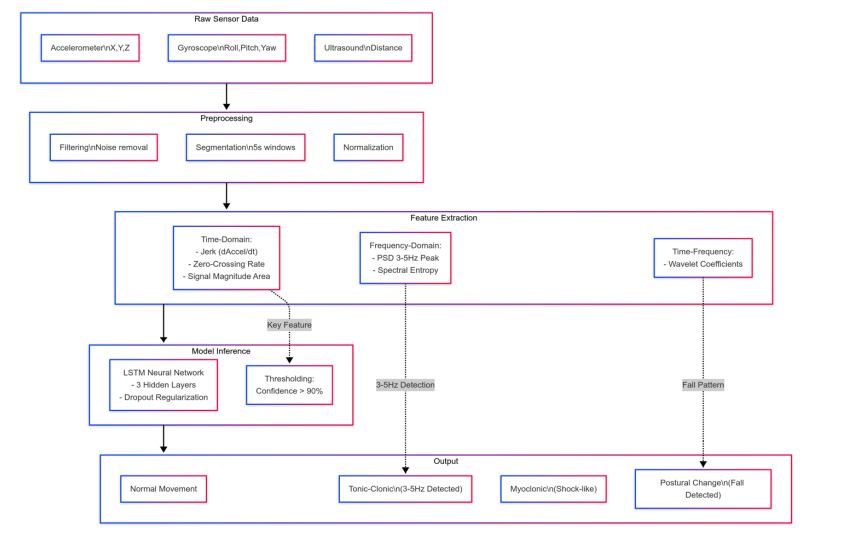 Raw Sensor Data
Accelerometer\nX,Y,Z
Gyroscope\nRoll,Pitch,Yaw
Ultrasound\nDistance
Preprocessing
Filtering\nNoise removal
Segmentation\n5s windows
Normalization
Feature Extraction
Time-Domain:
- Jerk (dAccel/dt)
- Zero-Crossing Rate
- Signal Magnitude Area
Frequency-Domain:
- PSD 3-5Hz Peak
- Spectral Entropy
Time-Frequency:
- Wavelet Coefficients
Key Feature
Model Inference
LSTM Neural Network
- 3 Hidden Layers
- Dropout Regularization
Thresholding:
Confidence > 90%
3-5Hz Detection
Fall Pattern
Output
Normal Movement
Tonic-Clonic\n(3-5Hz Detected)
Myoclonic\n(Shock-like)
Postural Change\n(Fall
Detected)